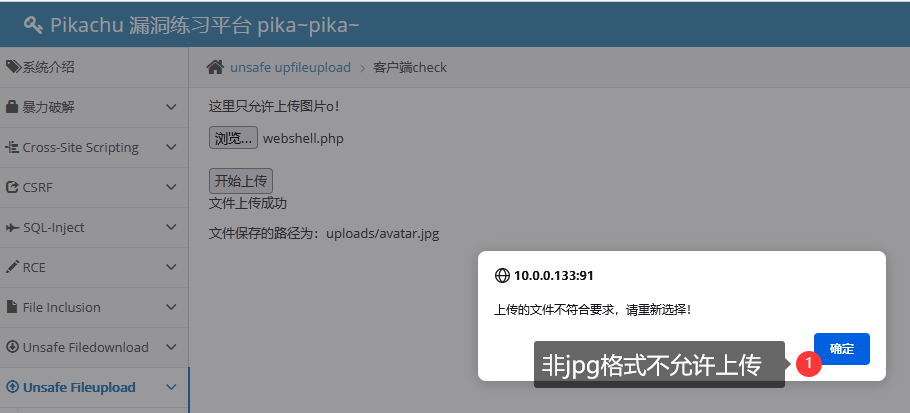 Pikachu 漏洞练习平台 pika~pika~
系统介绍
暴力破解
Cross-Site Scripting
CSRF
SQL-Inject
RCE
File Inclusion
Unsafe Filedownload
Unsafe Fileupload
unsafe upfileupload > 客户端check
这里只允许上传图片o!
浏览... webshell.php
开始上传
文件上传成功
文件保存的路径为：uploads/avatar.jpg
10.0.0.133:91
上传的文件不符合要求，请重新选择!
确定
非jpg格式不允许上传 1